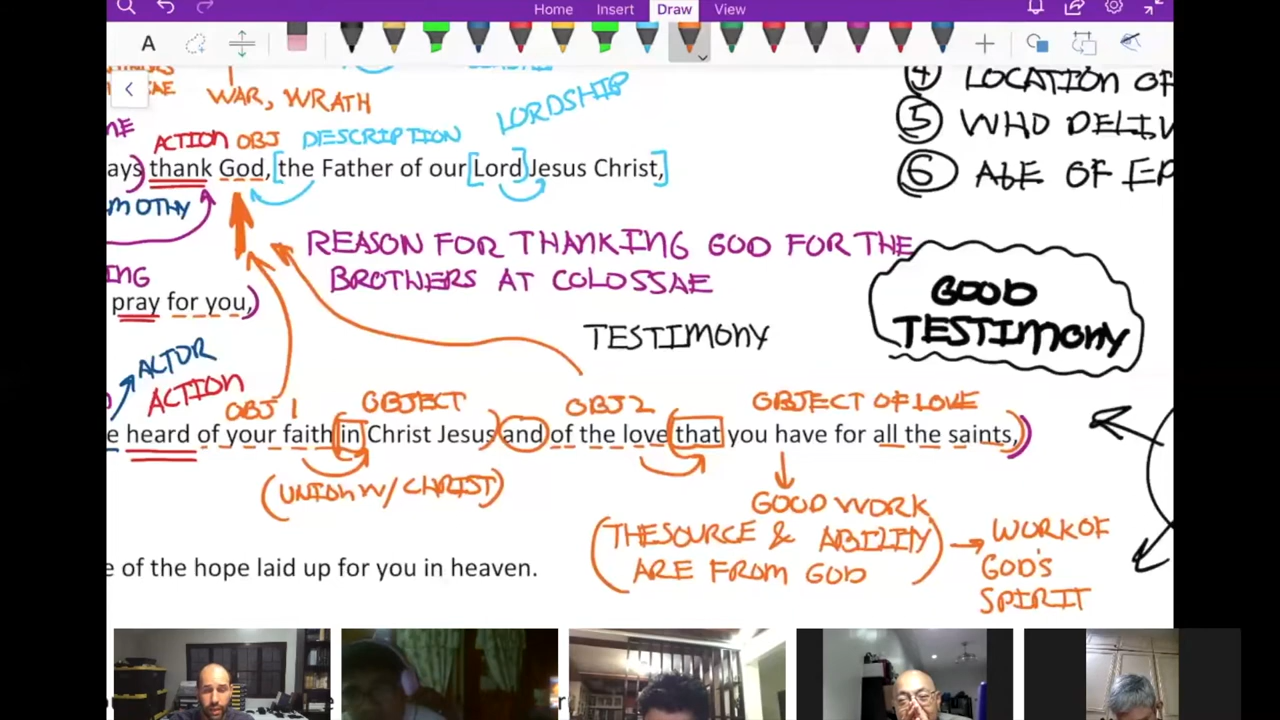 Home Insert Draw View
A
WAR, WRATH
LORDSHIP
ACTION OBJ DESCRIPTION
thank God, [the Father of our [Lord] Jesus Christ,]
REASON FOR THANKING GOD FOR THE
BROTHERS AT COLOSSAE
pray for you,)
TESTIMONY
ACTOR
ACTION
OBJ 1 OBJECT OBJ 2 OBJECT OF LOVE
heard of your faith (in Christ Jesus) and of the love (that you have for all the saints,)
(UNION W/ CHRIST)
GOOD WORK
(THE SOURCE & ABILITY
ARE FROM GOD)
WORK OF
GOD'S
SPIRIT
of the hope laid up for you in heaven.
4 LOCATION OF
5 WHO DELIV
6 AGE OF EP
GOOD
TESTIMONY